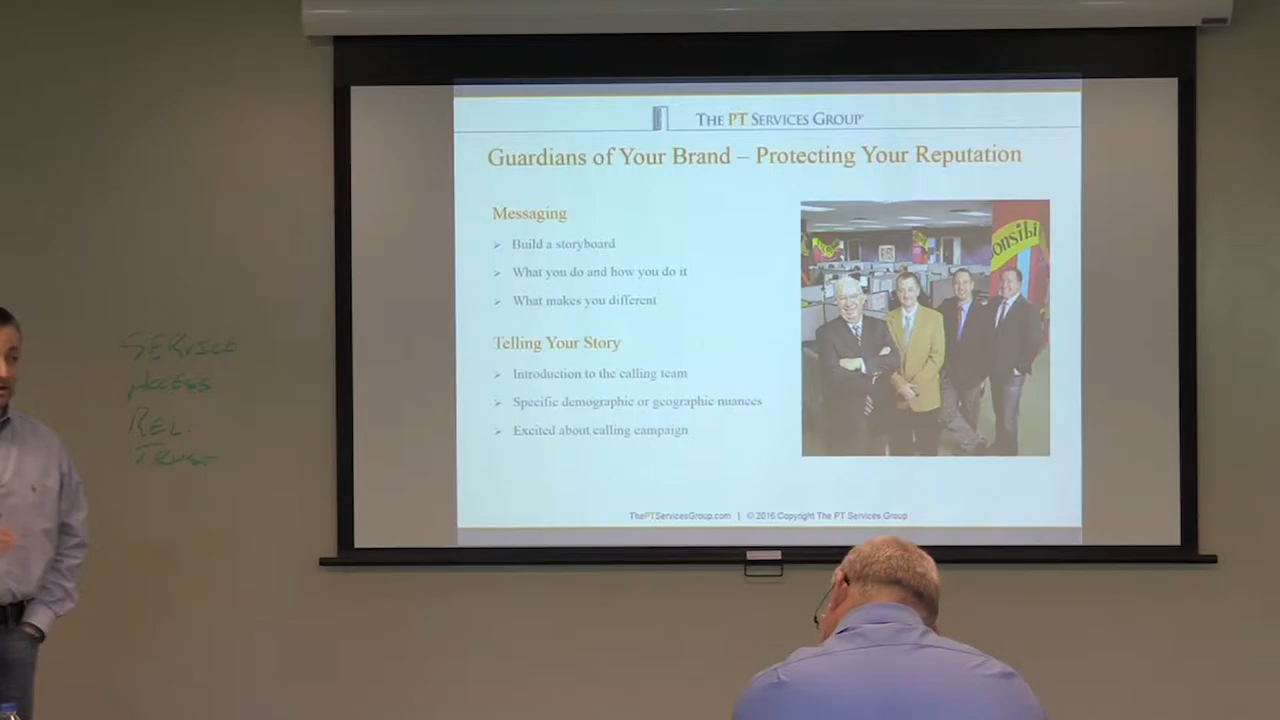 SERVICE
ACCESS
REL.
TRUST
THE PT SERVICES GROUP
Guardians of Your Brand – Protecting Your Reputation
Messaging
➢ Build a storyboard
➢ What you do and how you do it
➢ What makes you different
Telling Your Story
➢ Introduction to the calling team
➢ Specific demographic or geographic nuances
➢ Excited about calling campaign
onsibi
ThePTServicesGroup.com | © 2016 Copyright The PT Services Group